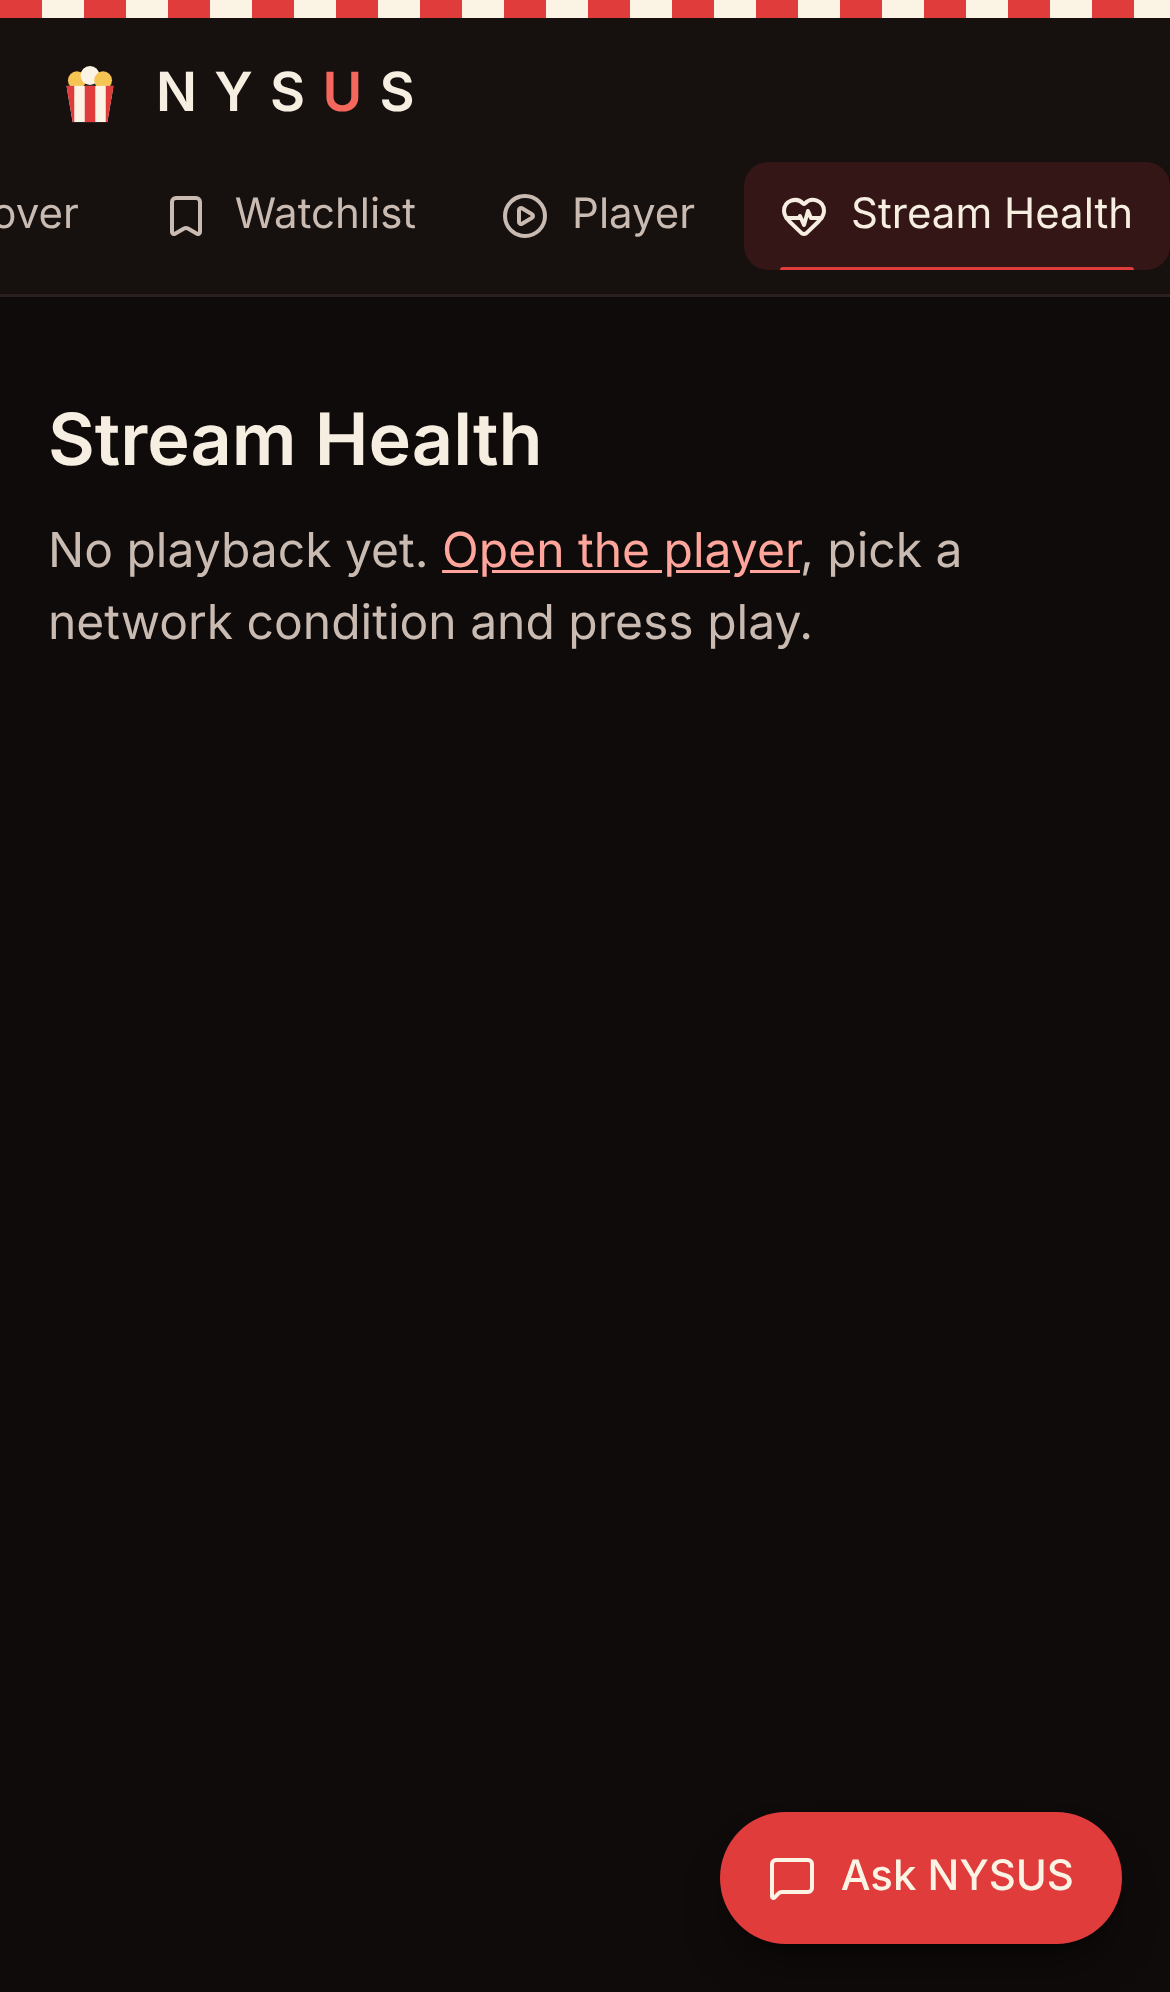 NYSUS
over Watchlist Player Stream Health
Stream Health
No playback yet. Open the player, pick a
network condition and press play.
Ask NYSUS